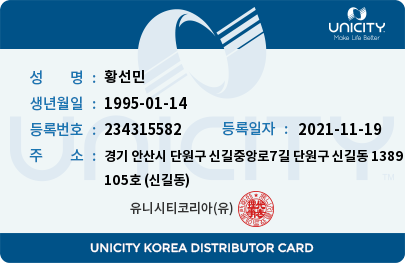 UNICITY
Make Life Better
성 명 : 황선민
생년월일 : 1995-01-14
등록번호 : 234315582 등록일자 : 2021-11-19
주 소 : 경기 안산시 단원구 신길중앙로7길 단원구 신길동 1389
105호 (신길동)
유니시티코리아(유)
UNICITY
UNICITY KOREA DISTRIBUTOR CARD